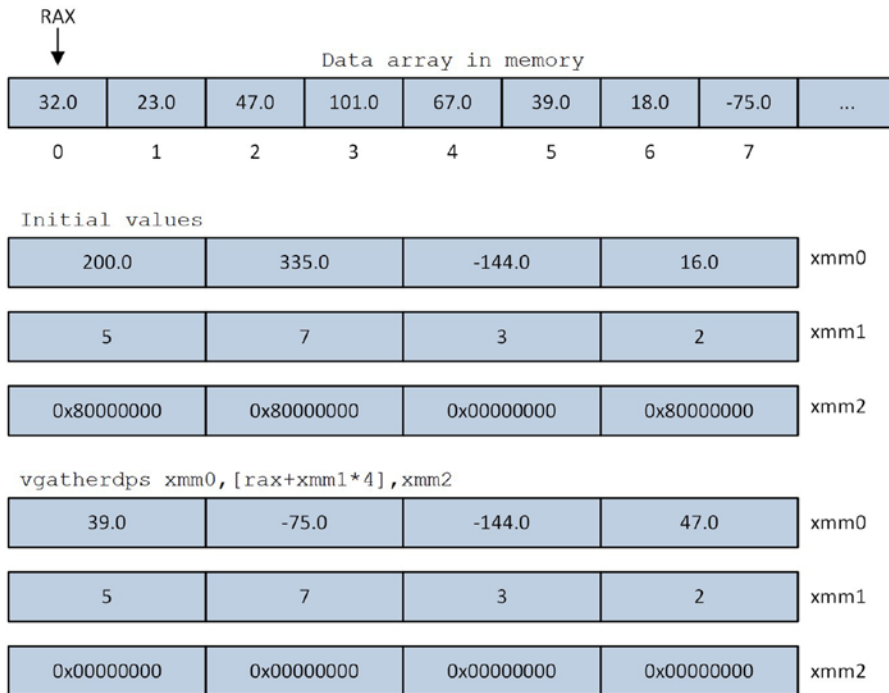 RAX
Data array in memory
32.0 23.0 47.0 101.0 67.0 39.0 18.0 -75.0 ...
0 1 2 3 4 5 6 7
Initial values
200.0 335.0 -144.0 16.0 xmm0
5 7 3 2 xmm1
0x80000000 0x80000000 0x00000000 0x80000000 xmm2
vgatherdps xmm0,[rax+xmm1*4],xmm2
39.0 -75.0 -144.0 47.0 xmm0
5 7 3 2 xmm1
0x00000000 0x00000000 0x00000000 0x00000000 xmm2